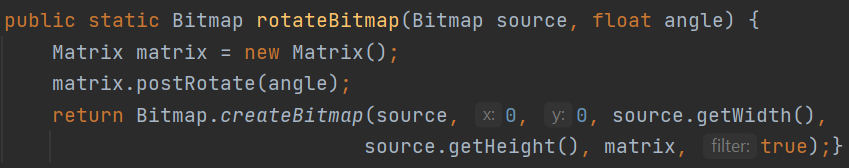 public static Bitmap rotateBitmap(Bitmap source, float angle) {
Matrix matrix = new Matrix();
matrix.postRotate(angle);
return Bitmap.createBitmap(source, x: 0, y: 0, source.getWidth(),
source.getHeight(), matrix, filter: true);}